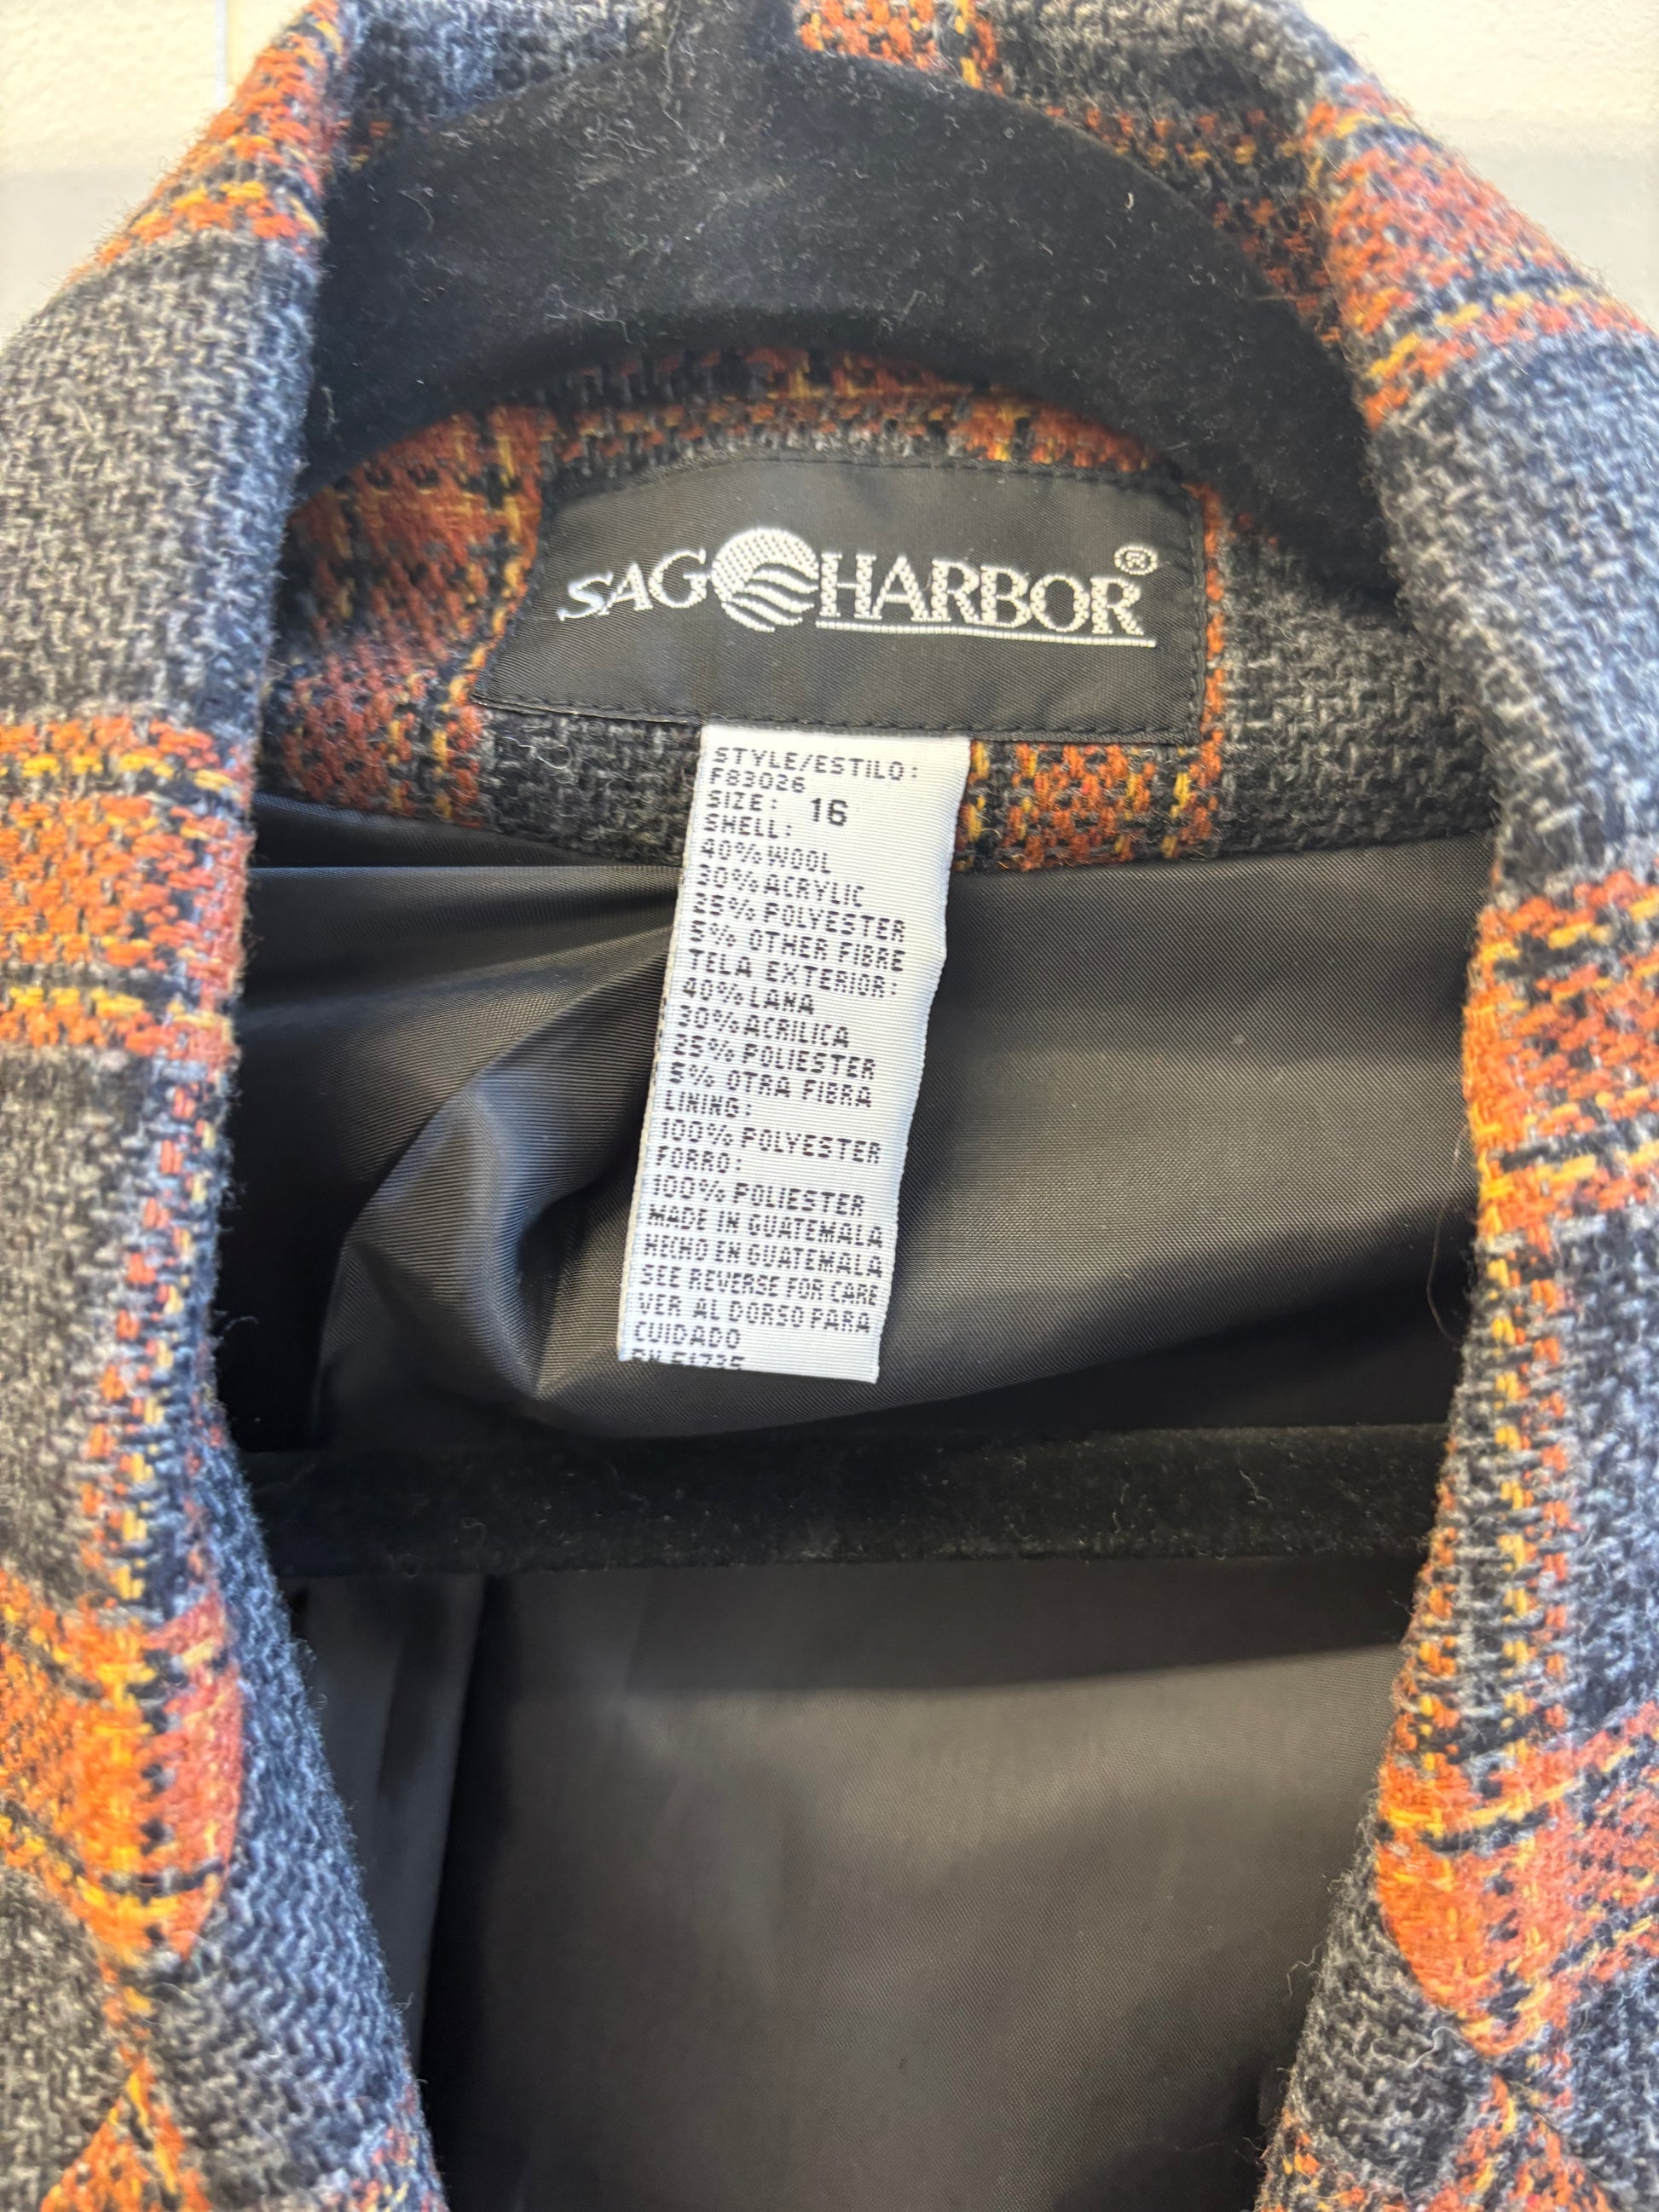 SAG HARBOR®
STYLE/ESTILO:
F83026
SIZE: 16
SHELL:
40% WOOL
30% ACRYLIC
25% POLYESTER
5% OTHER FIBRE
TELA EXTERIOR:
40% LANA
30% ACRILICA
25% POLIESTER
5% OTRA FIBRA
LINING:
100% POLYESTER
FORRO:
100% POLIESTER
MADE IN GUATEMALA
HECHO EN GUATEMALA
SEE REVERSE FOR CARE
VER AL DORSO PARA
CUIDADO